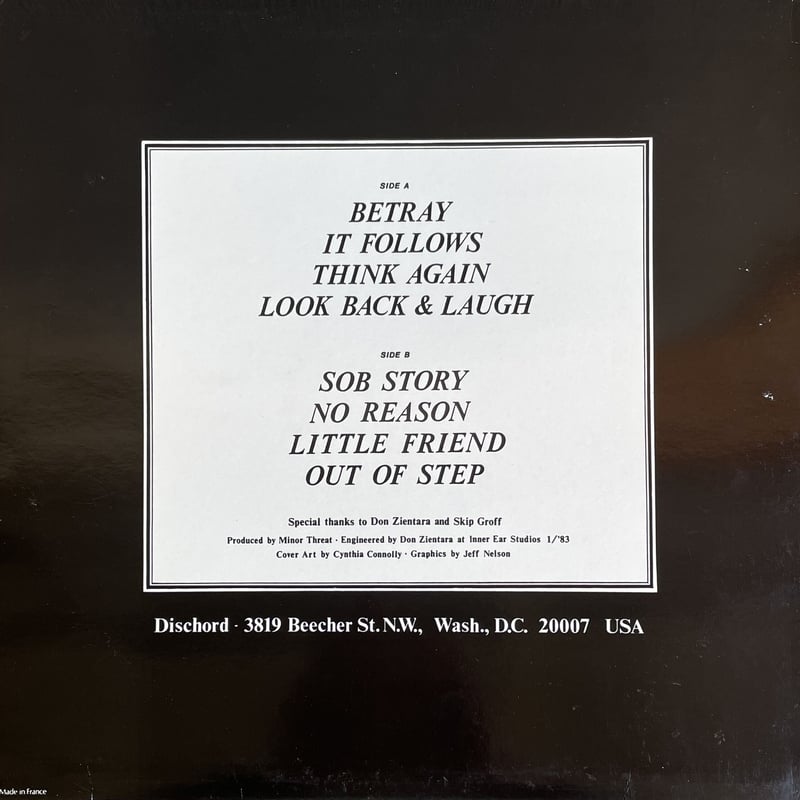 SIDE A
BETRAY
IT FOLLOWS
THINK AGAIN
LOOK BACK & LAUGH
SIDE B
SOB STORY
NO REASON
LITTLE FRIEND
OUT OF STEP
Special thanks to Don Zientara and Skip Groff
Produced by Minor Threat · Engineered by Don Zientara at Inner Ear Studios 1/'83
Cover Art by Cynthia Connolly · Graphics by Jeff Nelson
Dischord · 3819 Beecher St. N.W., Wash., D.C. 20007 USA
Made in France